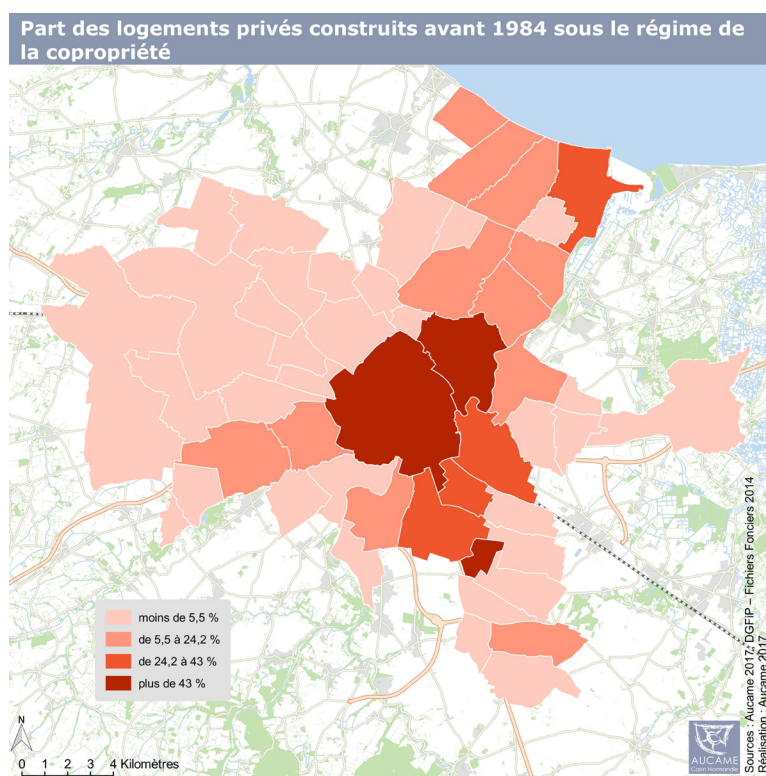 Part des logements privés construits avant 1984 sous le régime de
la copropriété
moins de 5,5 %
de 5,5 à 24,2 %
de 24,2 à 43 %
plus de 43 %
N
0 1 2 3 4 Kilomètres
AUCAME
Caen Normandie
Sources : Aucame 2017, DGFIP – Fichiers Fonciers 2014
Réalisation : Aucame 2017